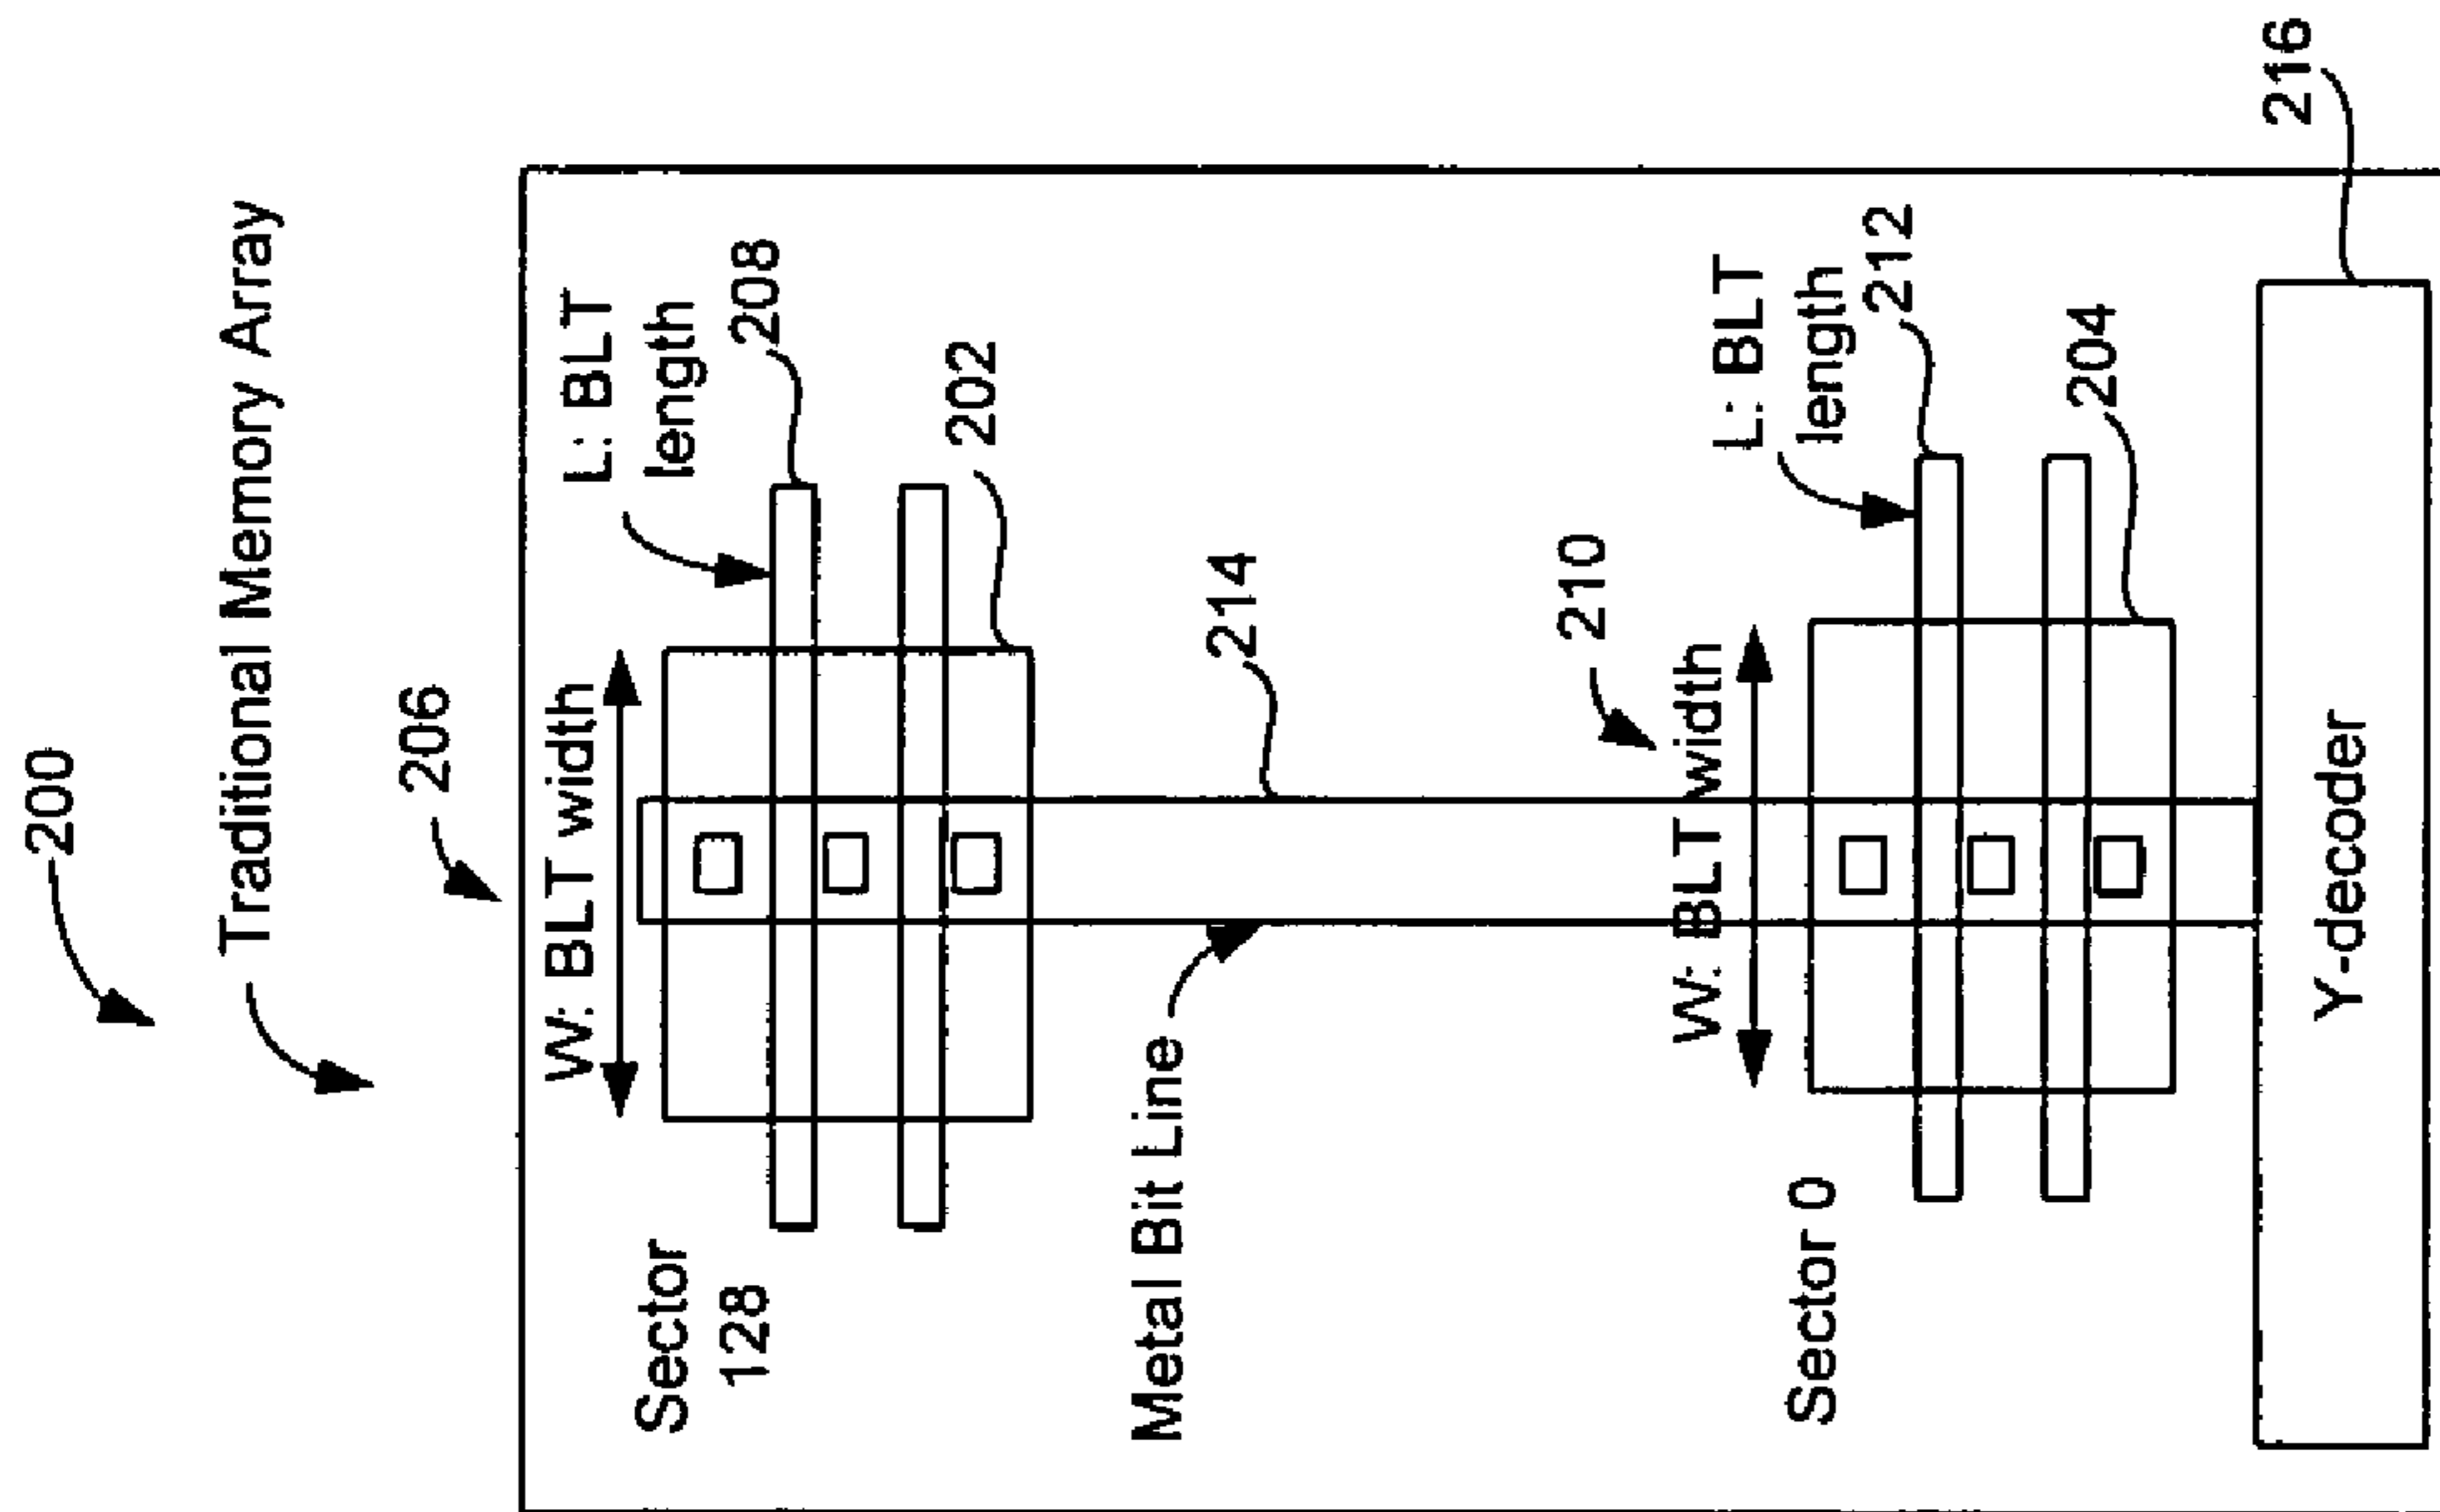 200
Traditional Memory Array
206
W: BLT width
L: BLT
length
208
202
Sector
128
214
Metal Bit Line
210
W: BLT width
L: BLT
length
212
204
Sector 0
Y-decoder
216